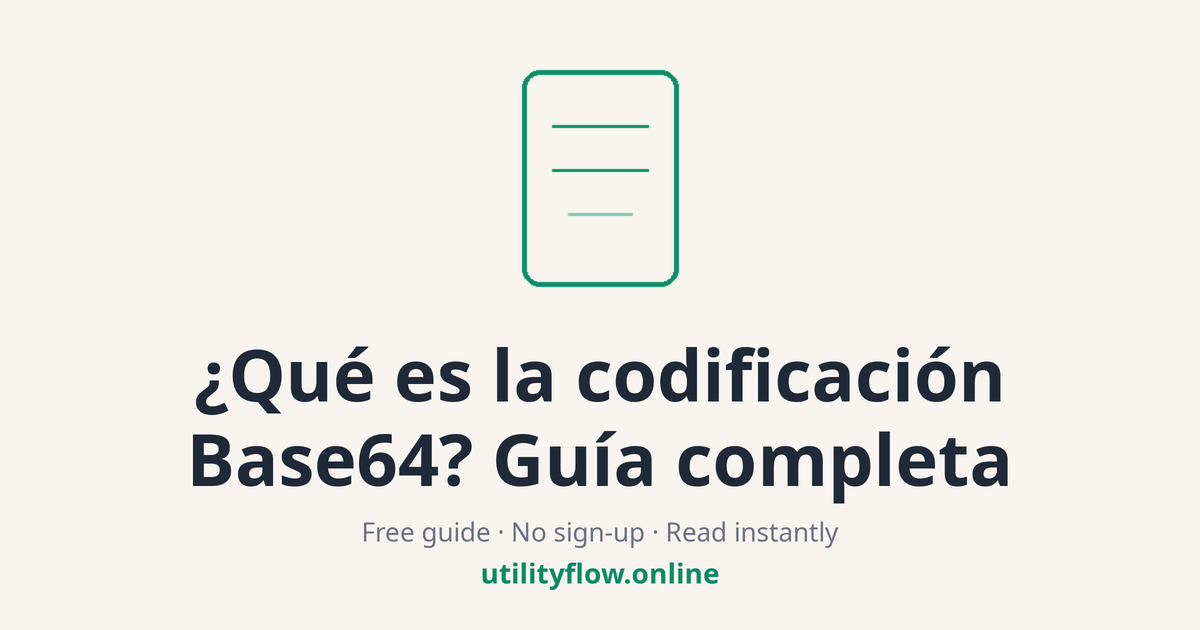 ¿Qué es la codificación
Base64? Guía completa
Free guide · No sign-up · Read instantly
utilityflow.online